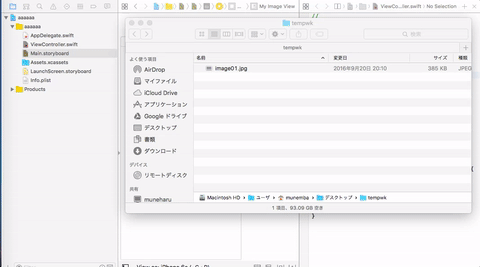 aaaaaa
My Image View
ViewCo...ler.swift
No Selection
aaaaaa
AppDelegate.swift
ViewController.swift
Main.storyboard
Assets.xcassets
LaunchScreen.storyboard
Info.plist
Products
//
tempwk
検索
tempwk
よく使う項目
AirDrop
マイファイル
iCloud Drive
アプリケーション
Google ドライブ
デスクトップ
書類
ダウンロード
デバイス
リモートディスク
共有
muneharu
名前
変更日
サイズ
種類
image01.jpg
2016年9月20日 20:10
385 KB
JPEG
Macintosh HD
ユーザ
munemba
デスクトップ
tempwk
1 項目、93.09 GB 空き
{
}